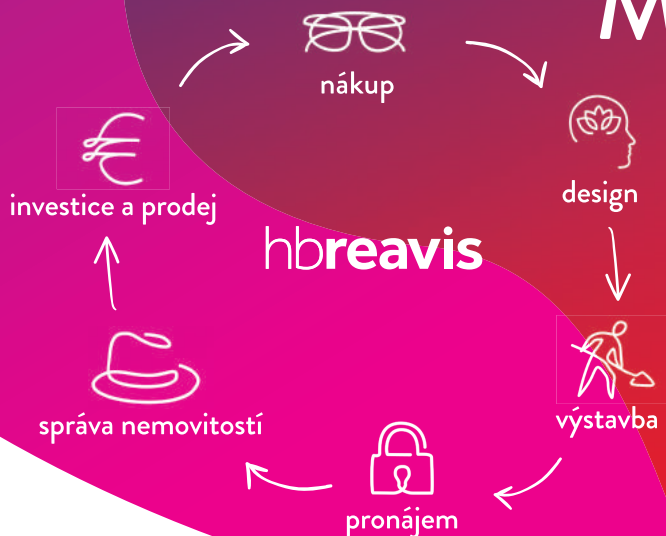 M
nákup
design
investice a prodej
hbreavis
výstavba
správa nemovitostí
pronájem